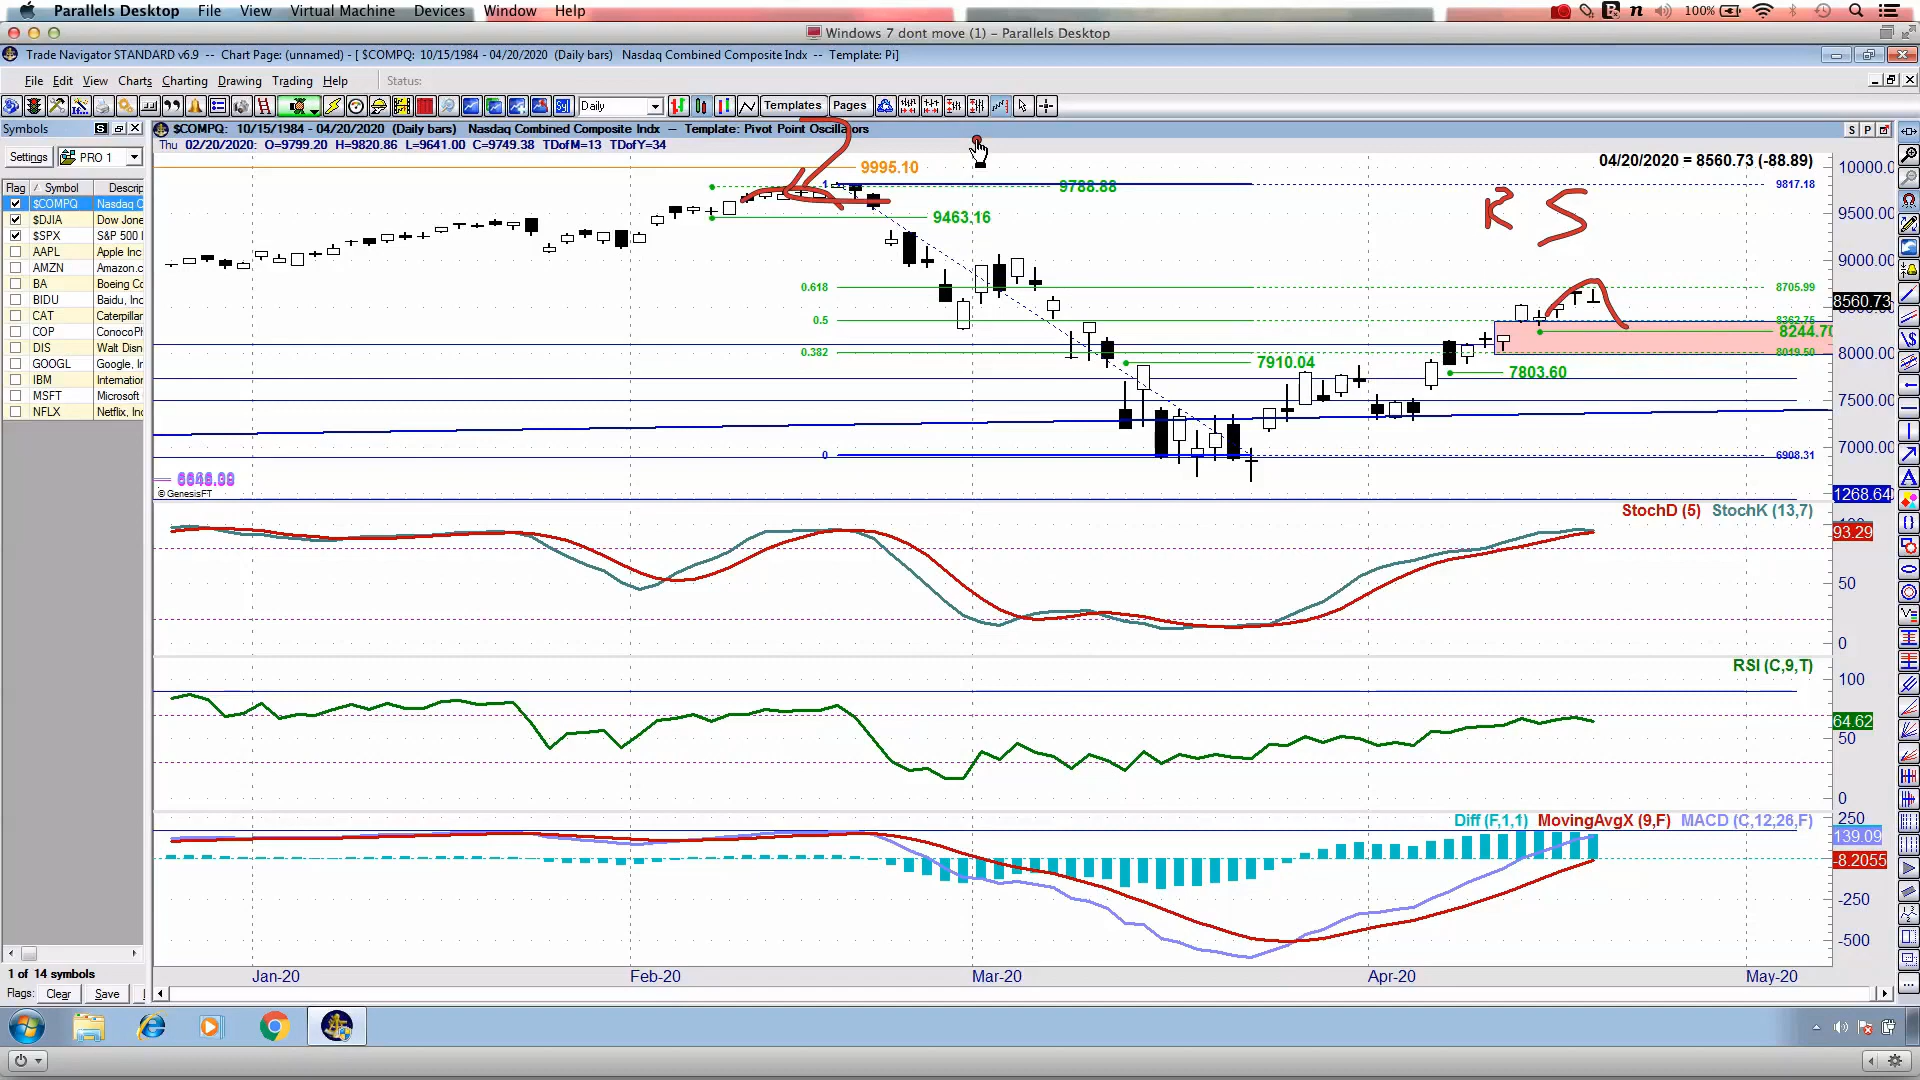 Parallels Desktop File View Virtual Machine Devices Window Help 100%
Windows 7 dont move (1) - Parallels Desktop
Trade Navigator STANDARD v6.9 -- Chart Page: (unnamed) - [ $COMPQ: 10/15/1984 - 04/20/2020 (Daily bars) Nasdaq Combined Composite Indx -- Template: Pi]
File Edit View Charts Charting Drawing Trading Help Status:
Daily Templates Pages
Symbols S
$COMPQ: 10/15/1984 - 04/20/2020 (Daily bars) Nasdaq Combined Composite Indx -- Template: Pivot Point Oscillators S P
Thu 02/20/2020: O=9799.20 H=9820.86 L=9641.00 C=9749.38 TDofM=13 TDofY=34
Settings PRO 1
Flag Symbol Descrip
$COMPQ Nasdaq C
$DJIA Dow Jone
$SPX S&P 500 I
AAPL Apple Inc
AMZN Amazon.c
BA Boeing C
BIDU Baidu, Inc
CAT Caterpillar
COP ConocoPh
DIS Walt Disn
GOOGL Google, In
IBM Internation
MSFT Microsoft
NFLX Netflix, Inc
1 of 14 symbols
Flags: Clear Save
04/20/2020 = 8560.73 (-88.89)
9995.10
1
9788.88
9817.18
9463.16
R S
0.618
8705.99
0.5
8362.75
8244.70
0.382
8019.50
7910.04
7803.60
0
6908.31
© GenesisFT
10000.0
9500.00
9000.00
8560.73
8000.00
7500.00
7000.00
1268.64
StochD (5) StochK (13,7)
93.29
50
0
RSI (C,9,T)
100
64.62
50
0
Diff (F,1,1) MovingAvgX (9,F) MACD (C,12,26,F)
250
139.09
-8.2055
-250
-500
Jan-20 Feb-20 Mar-20 Apr-20 May-20